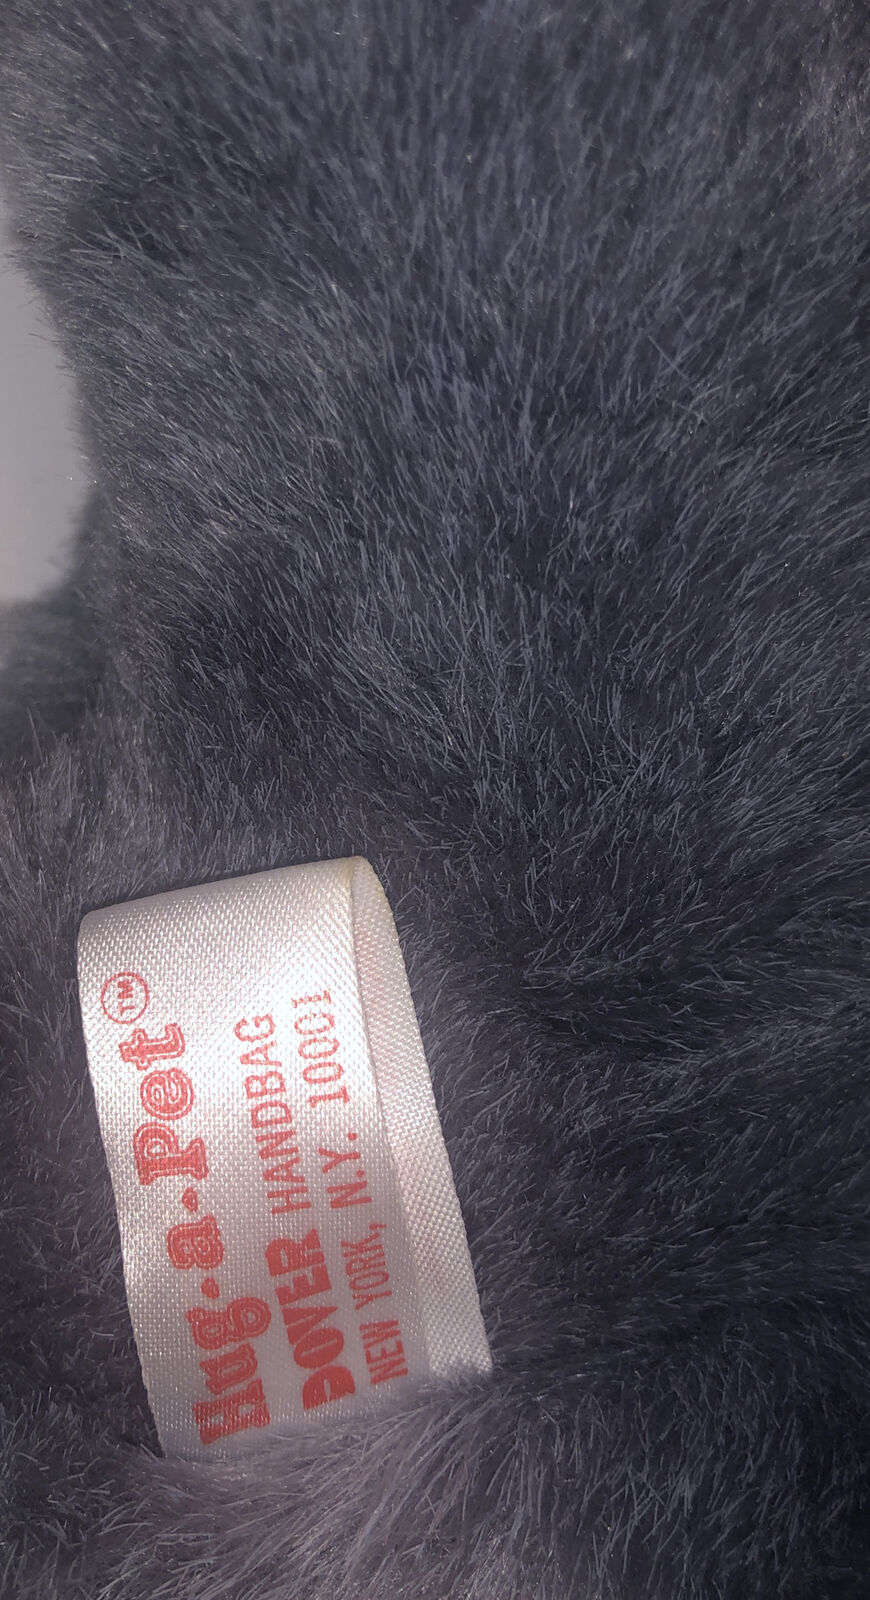 Hug·a·Pet™
DOVER HANDBAG
NEW YORK, N.Y. 10001